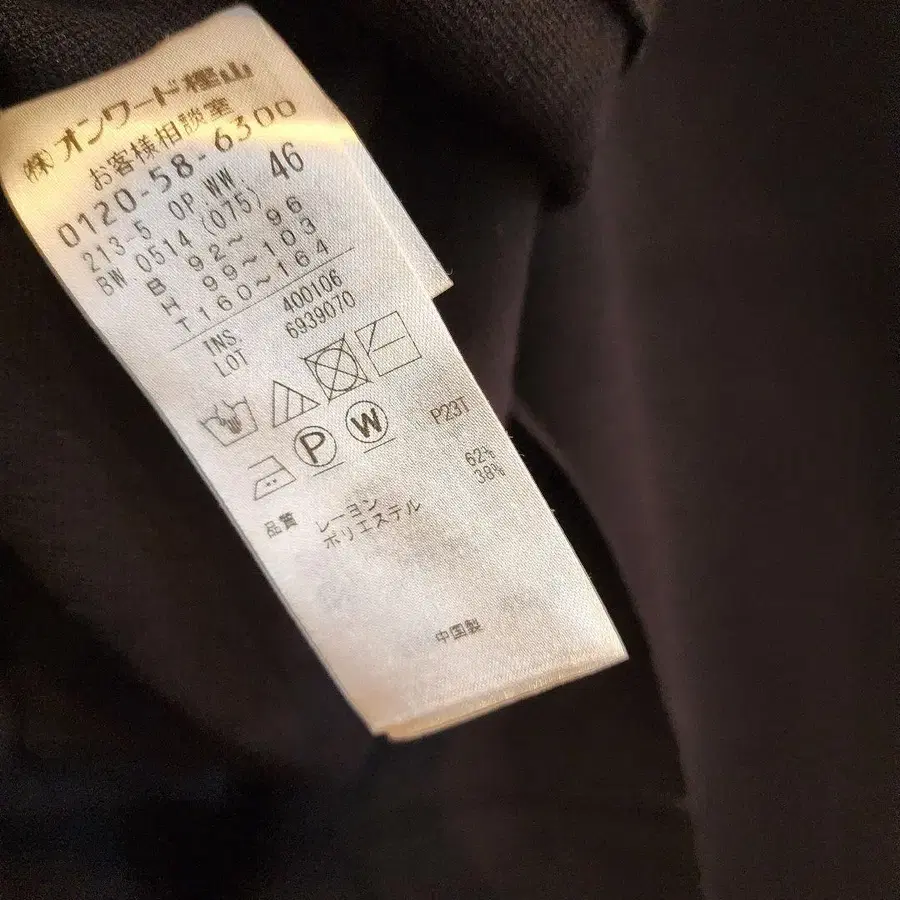 ㈱オンワード樫山
お客様相談室
0120-58-6300
213-5 OP.WW. 46
BW 0514 (075)
B 92～ 96
H 99～103
T160～164
INS. 400106
LOT 6939070
P W P23T
品質 レーヨン 62%
ポリエステル 38%
中国製